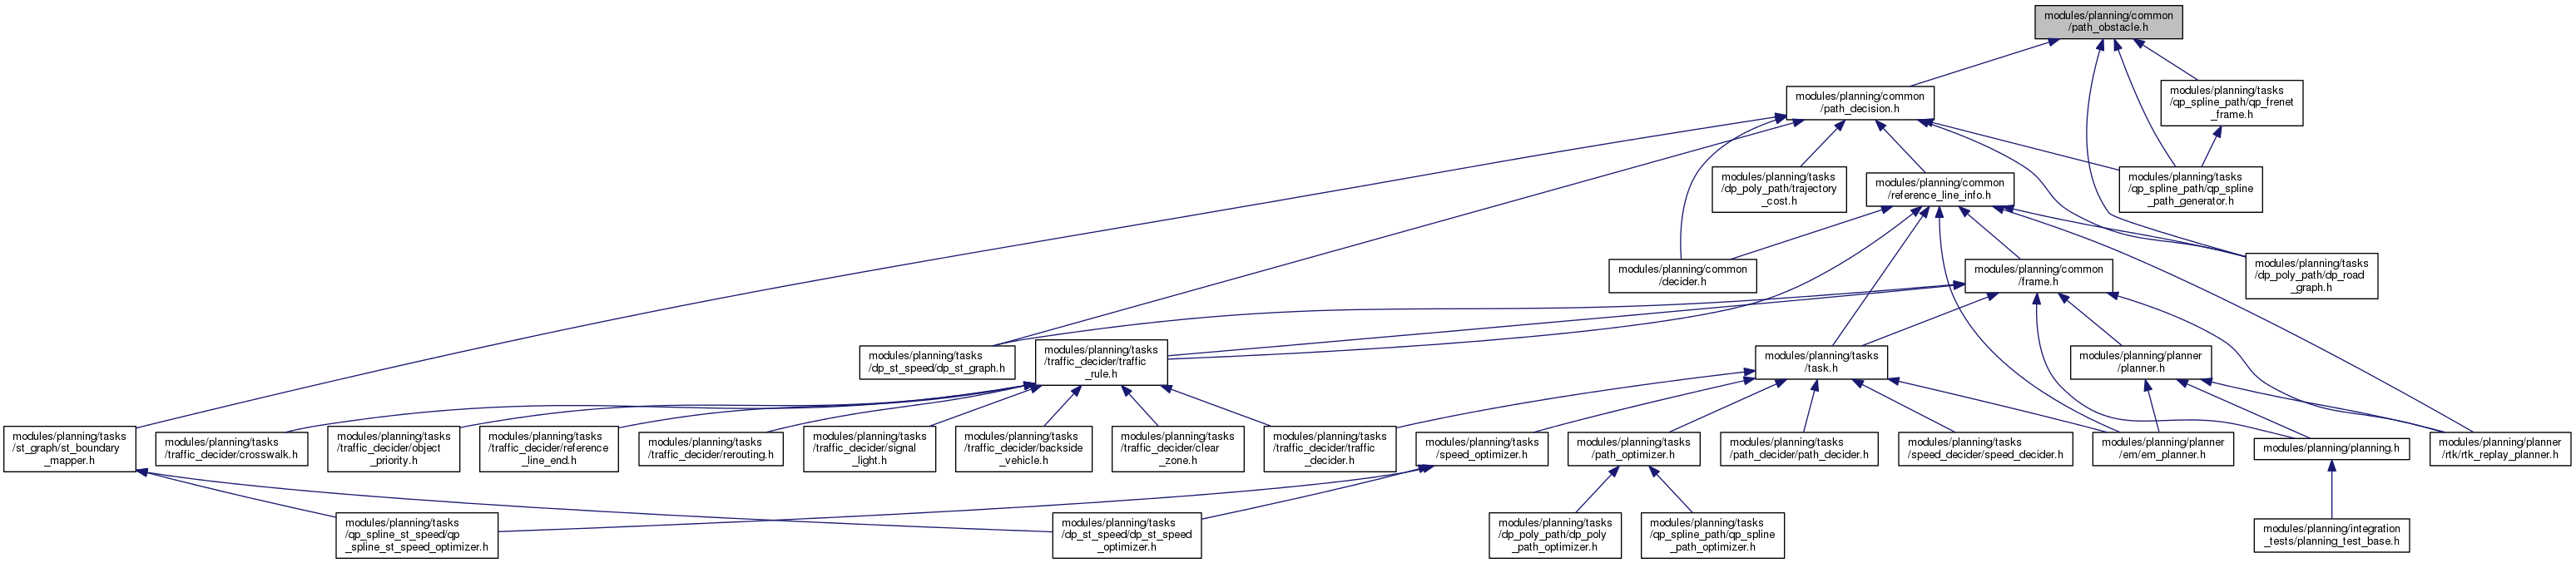 modules/planning/common
/path_obstacle.h
modules/planning/tasks
/qp_spline_path/qp_frenet
_frame.h
modules/planning/common
/path_decision.h
modules/planning/tasks
/dp_poly_path/trajectory
_cost.h
modules/planning/common
/reference_line_info.h
modules/planning/tasks
/qp_spline_path/qp_spline
_path_generator.h
modules/planning/common
/decider.h
modules/planning/common
/frame.h
modules/planning/tasks
/dp_poly_path/dp_road
_graph.h
modules/planning/tasks
/dp_st_speed/dp_st_graph.h
modules/planning/tasks
/traffic_decider/traffic
_rule.h
modules/planning/tasks
/task.h
modules/planning/planner
/planner.h
modules/planning/tasks
/st_graph/st_boundary
_mapper.h
modules/planning/tasks
/traffic_decider/crosswalk.h
modules/planning/tasks
/traffic_decider/object
_priority.h
modules/planning/tasks
/traffic_decider/reference
_line_end.h
modules/planning/tasks
/traffic_decider/rerouting.h
modules/planning/tasks
/traffic_decider/signal
_light.h
modules/planning/tasks
/traffic_decider/backside
_vehicle.h
modules/planning/tasks
/traffic_decider/clear
_zone.h
modules/planning/tasks
/traffic_decider/traffic
_decider.h
modules/planning/tasks
/speed_optimizer.h
modules/planning/tasks
/path_optimizer.h
modules/planning/tasks
/path_decider/path_decider.h
modules/planning/tasks
/speed_decider/speed_decider.h
modules/planning/planner
/em/em_planner.h
modules/planning/planning.h
modules/planning/planner
/rtk/rtk_replay_planner.h
modules/planning/tasks
/qp_spline_st_speed/qp
_spline_st_speed_optimizer.h
modules/planning/tasks
/dp_st_speed/dp_st_speed
_optimizer.h
modules/planning/tasks
/dp_poly_path/dp_poly
_path_optimizer.h
modules/planning/tasks
/qp_spline_path/qp_spline
_path_optimizer.h
modules/planning/integration
_tests/planning_test_base.h